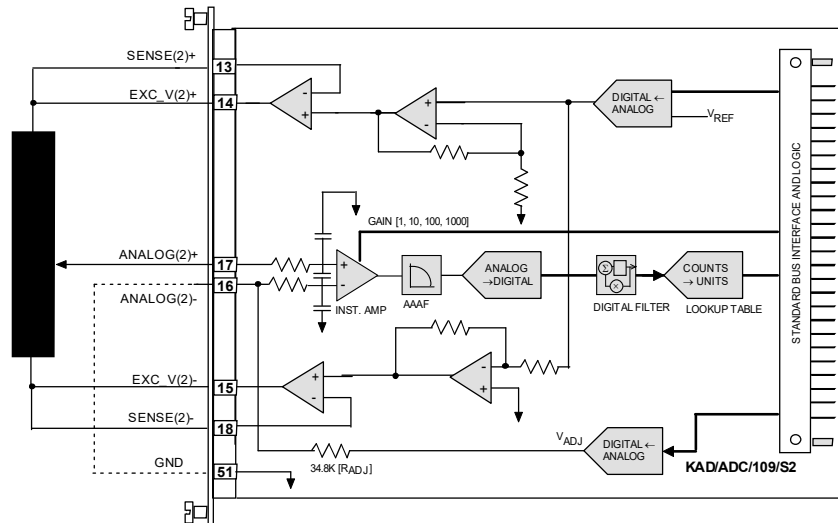 SENSE(2)+
13
EXC_V(2)+
14
-
+
+
-
DIGITAL ←
ANALOG
VREF
GAIN [1, 10, 100, 1000]
ANALOG(2)+
17
16
ANALOG(2)-
+
-
INST. AMP
AAAF
ANALOG
→DIGITAL
Σ
×
DIGITAL FILTER
COUNTS
→ UNITS
LOOKUP TABLE
STANDARD BUS INTERFACE AND LOGIC
EXC_V(2)-
15
+
-
-
+
SENSE(2)-
18
GND
51
34.8K [RADJ]
VADJ
DIGITAL ←
ANALOG
KAD/ADC/109/S2